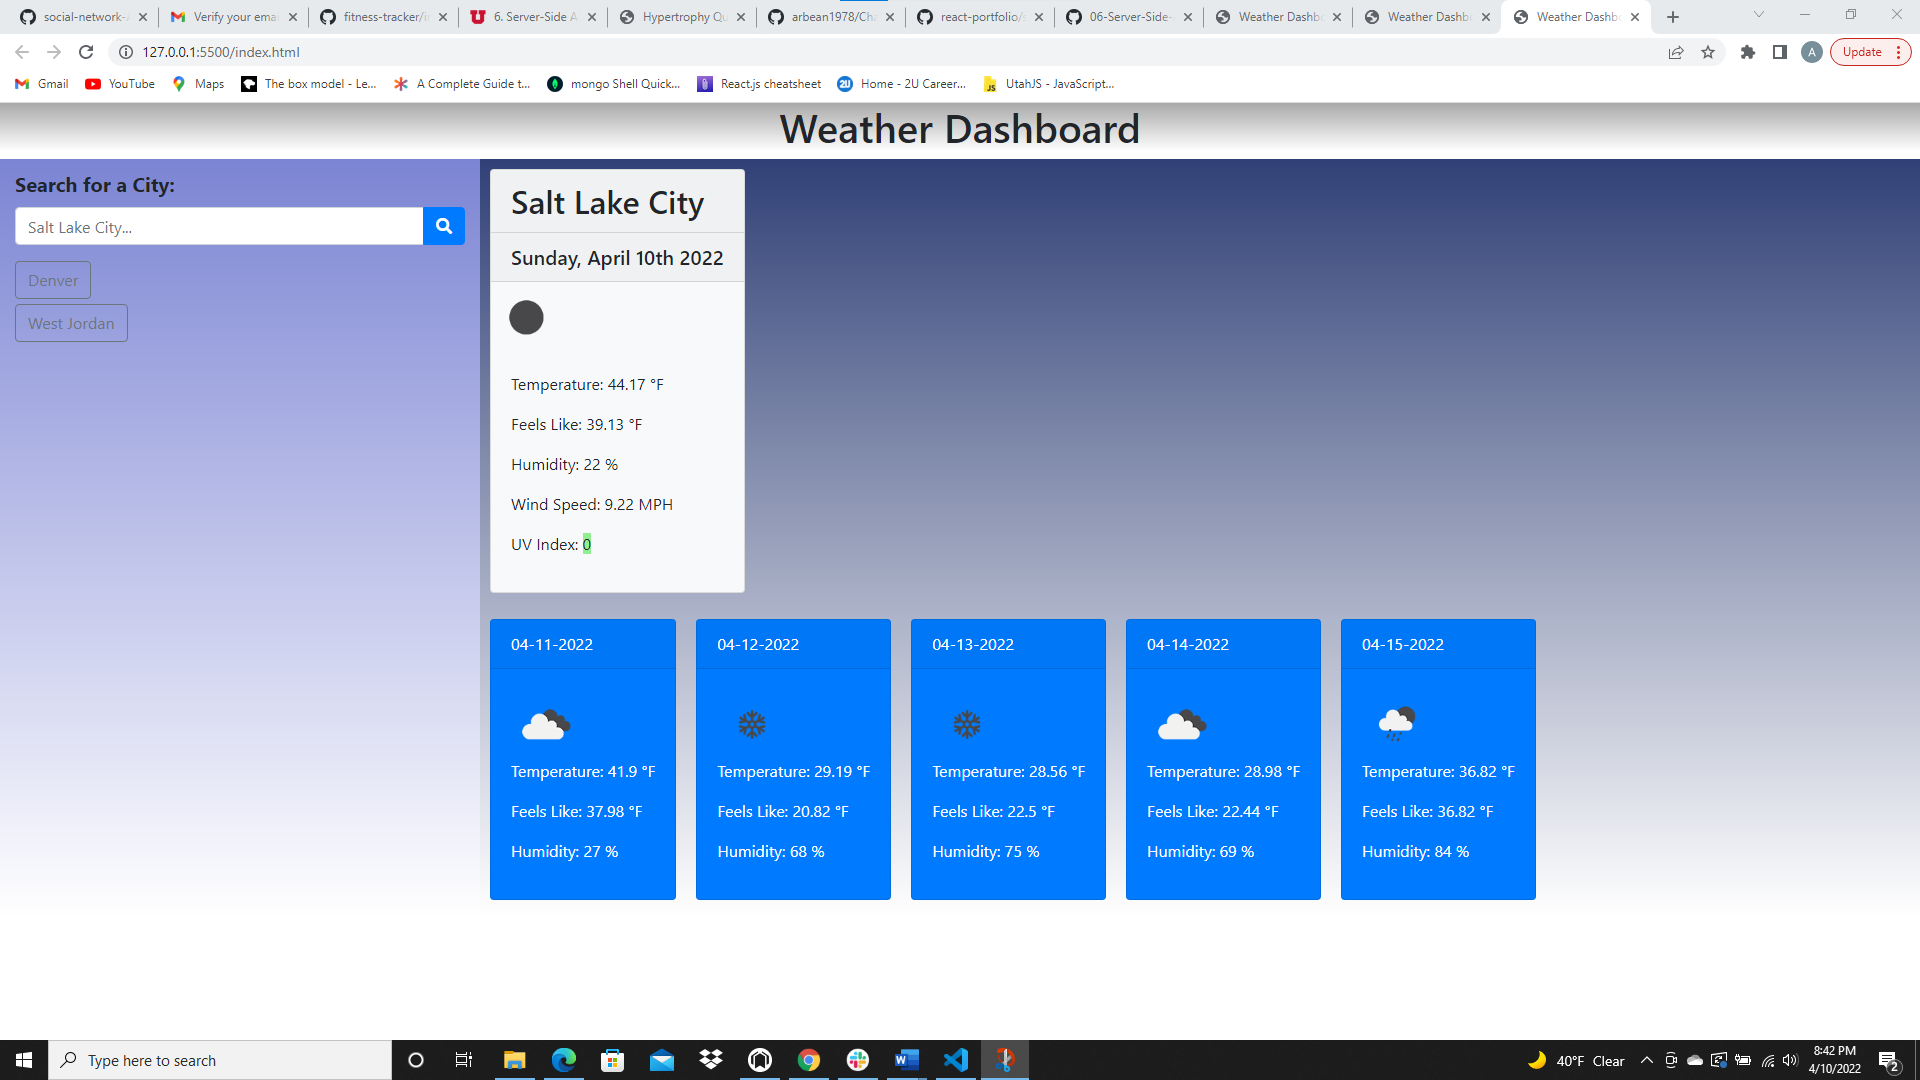 social-network-
Verify your emai
fitness-tracker/i
6. Server-Side A
Hypertrophy Qu
arbean1978/Cha
react-portfolio/s
06-Server-Side-
Weather Dashb
Weather Dashb
Weather Dashb
127.0.0.1:5500/index.html
A
Update
Gmail
YouTube
Maps
The box model - Le...
A Complete Guide t...
mongo Shell Quick...
React.js cheatsheet
2U
Home - 2U Career...
JS
UtahJS - JavaScript...
Weather Dashboard
Search for a City:
Salt Lake City...
Denver
West Jordan
Salt Lake City
Sunday, April 10th 2022
Temperature: 44.17 °F
Feels Like: 39.13 °F
Humidity: 22 %
Wind Speed: 9.22 MPH
UV Index: 0
04-11-2022
Temperature: 41.9 °F
Feels Like: 37.98 °F
Humidity: 27 %
04-12-2022
Temperature: 29.19 °F
Feels Like: 20.82 °F
Humidity: 68 %
04-13-2022
Temperature: 28.56 °F
Feels Like: 22.5 °F
Humidity: 75 %
04-14-2022
Temperature: 28.98 °F
Feels Like: 22.44 °F
Humidity: 69 %
04-15-2022
Temperature: 36.82 °F
Feels Like: 36.82 °F
Humidity: 84 %
Type here to search
40°F Clear
8:42 PM
4/10/2022
2